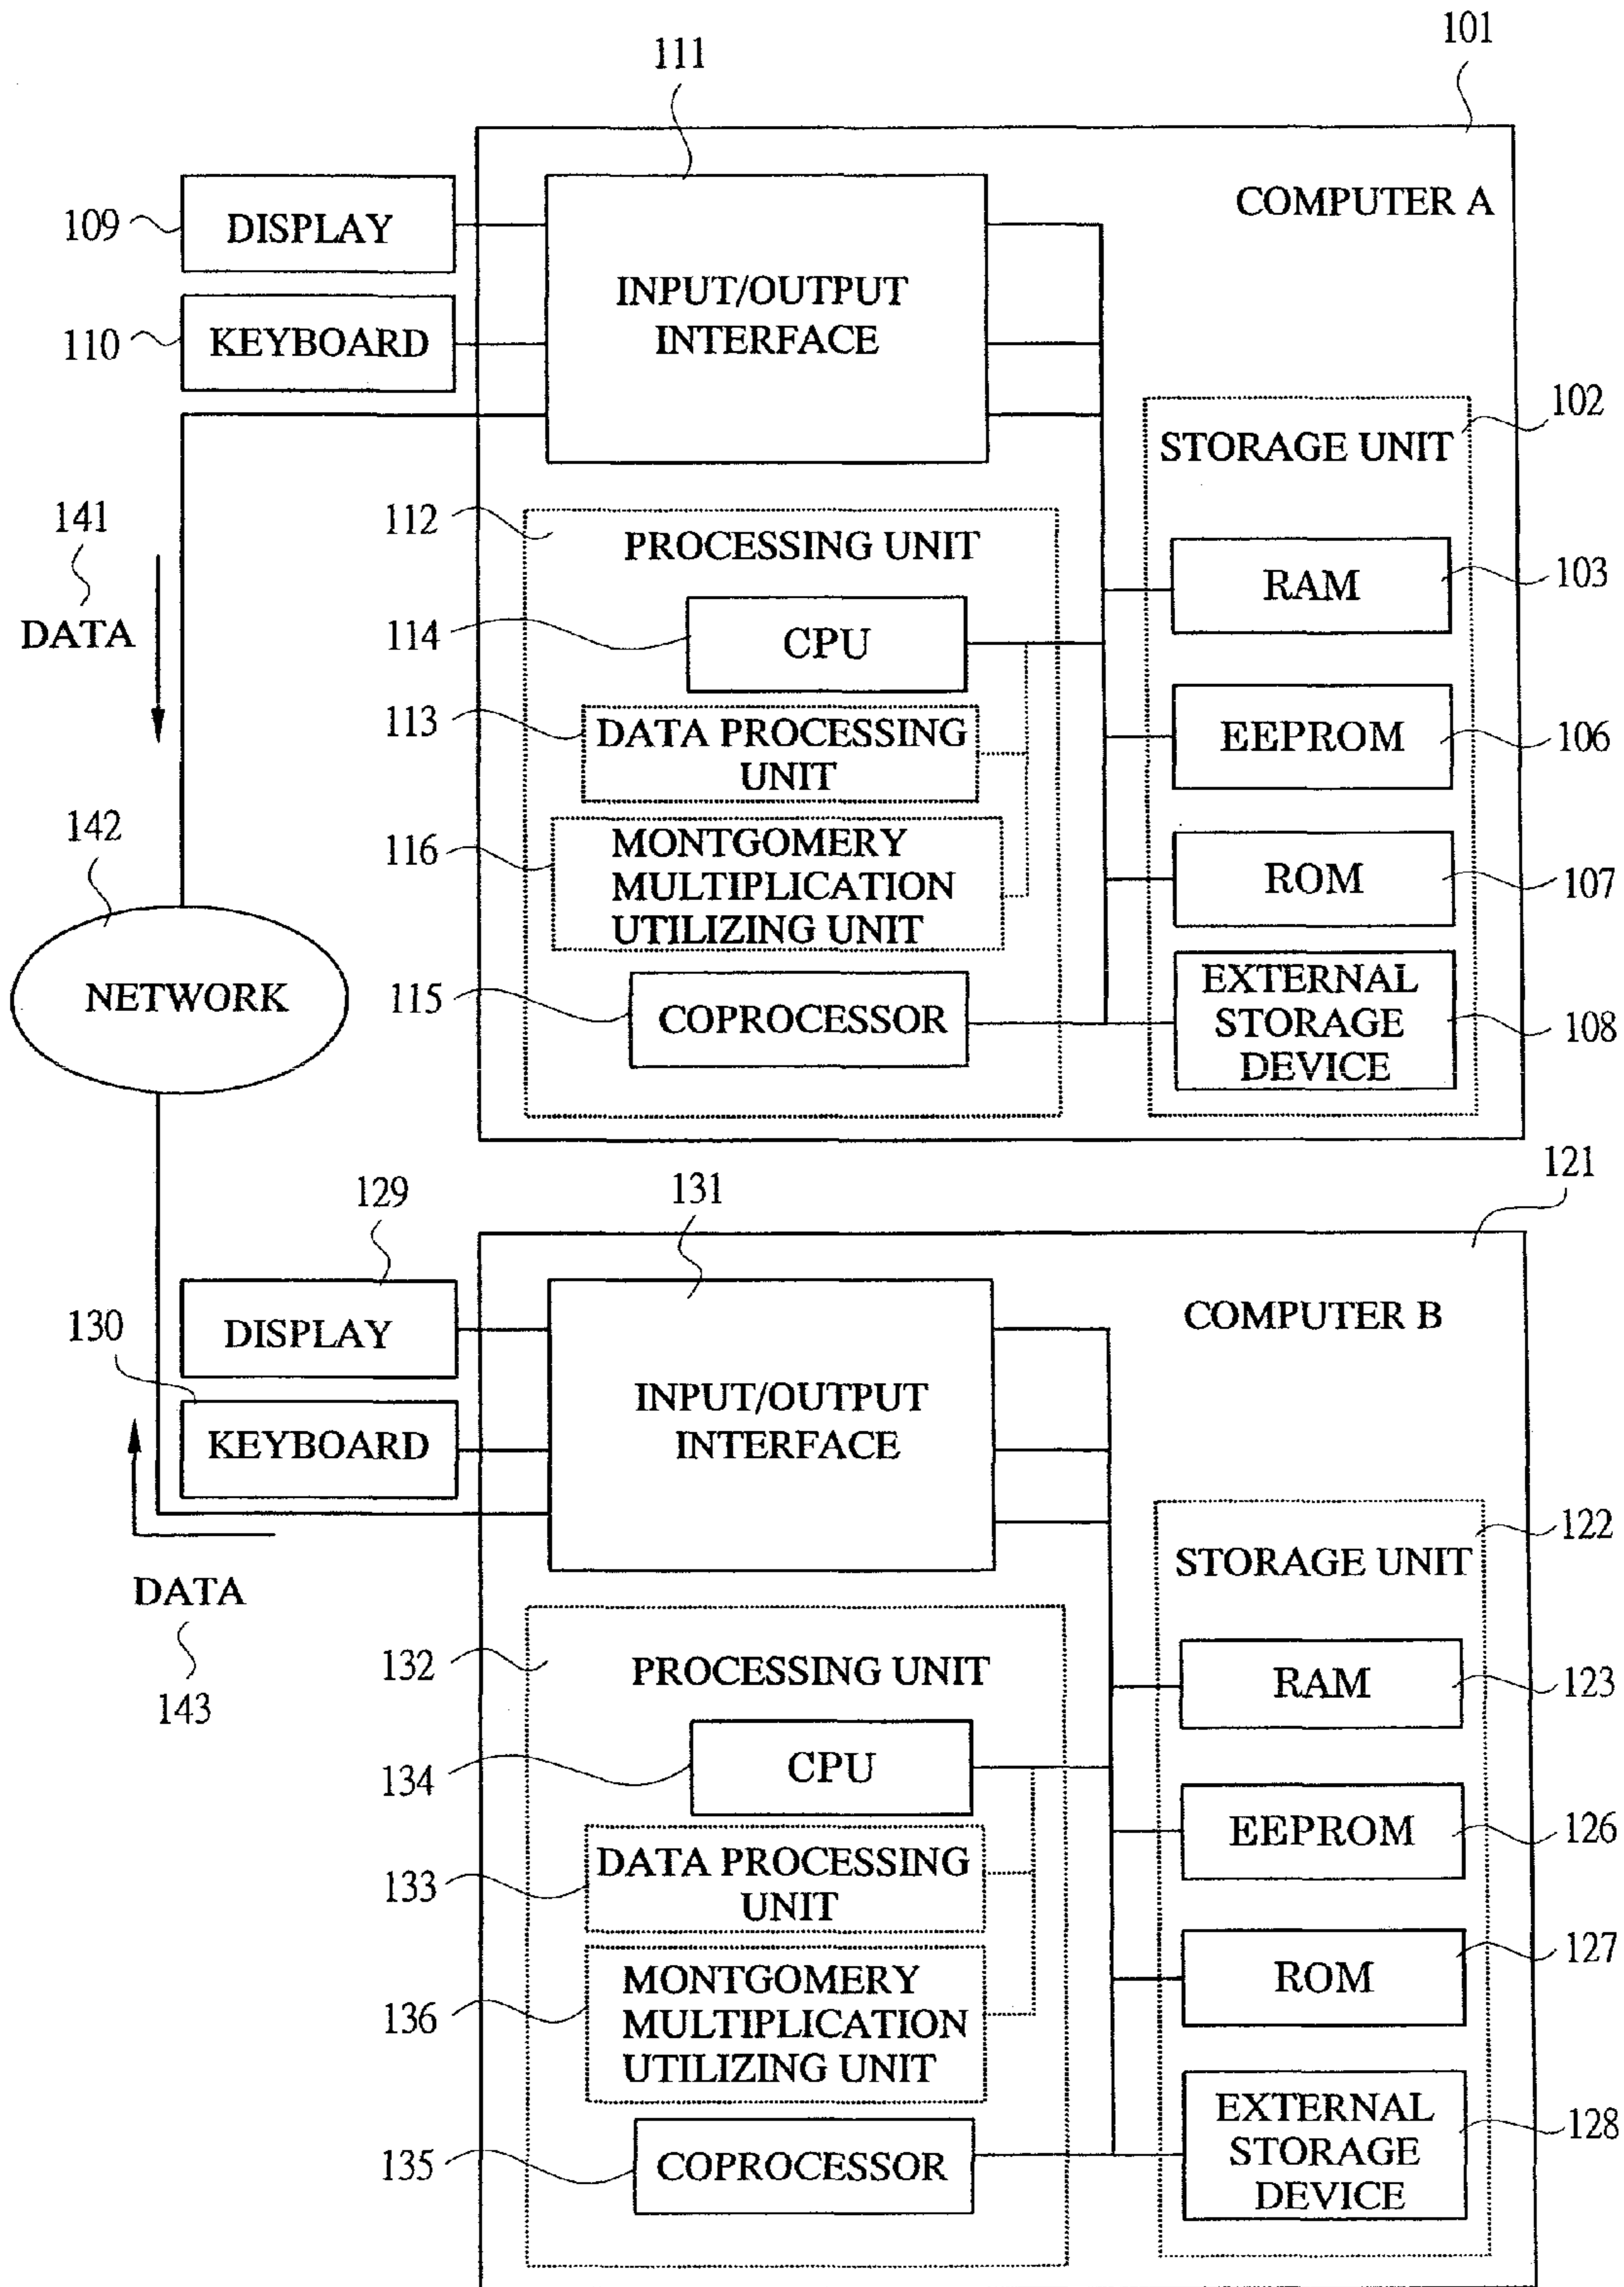 111
101
COMPUTER A
109
DISPLAY
110
KEYBOARD
INPUT/OUTPUT
INTERFACE
102
STORAGE UNIT
141
DATA
112
PROCESSING UNIT
RAM
103
114
CPU
113
DATA PROCESSING
UNIT
EEPROM
106
142
116
MONTGOMERY
MULTIPLICATION
UTILIZING UNIT
ROM
107
NETWORK
115
COPROCESSOR
EXTERNAL
STORAGE
DEVICE
108
121
129
131
COMPUTER B
DISPLAY
130
KEYBOARD
INPUT/OUTPUT
INTERFACE
122
STORAGE UNIT
DATA
143
132
PROCESSING UNIT
RAM
123
134
CPU
133
DATA PROCESSING
UNIT
EEPROM
126
136
MONTGOMERY
MULTIPLICATION
UTILIZING UNIT
ROM
127
135
COPROCESSOR
EXTERNAL
STORAGE
DEVICE
128